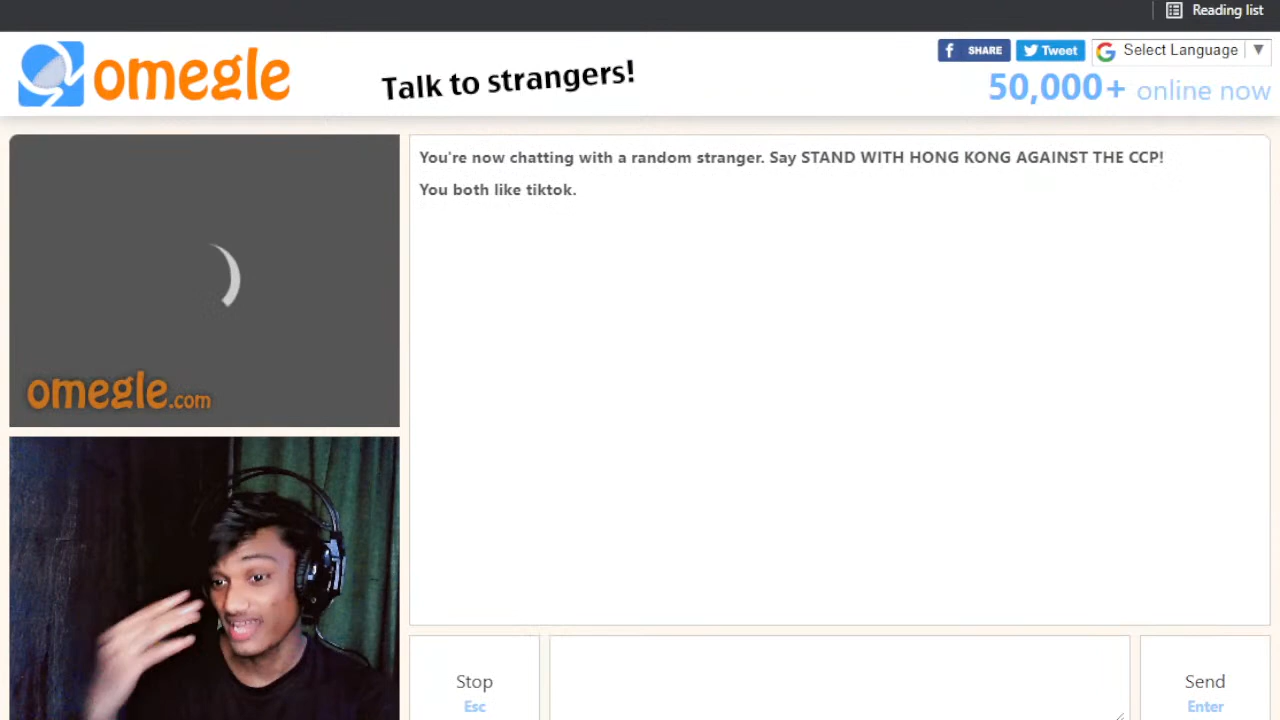 Reading list
omegle
Talk to strangers!
SHARE
Tweet
Select Language
50,000+ online now
You're now chatting with a random stranger. Say STAND WITH HONG KONG AGAINST THE CCP!
You both like tiktok.
omegle.com
Stop
Esc
Send
Enter